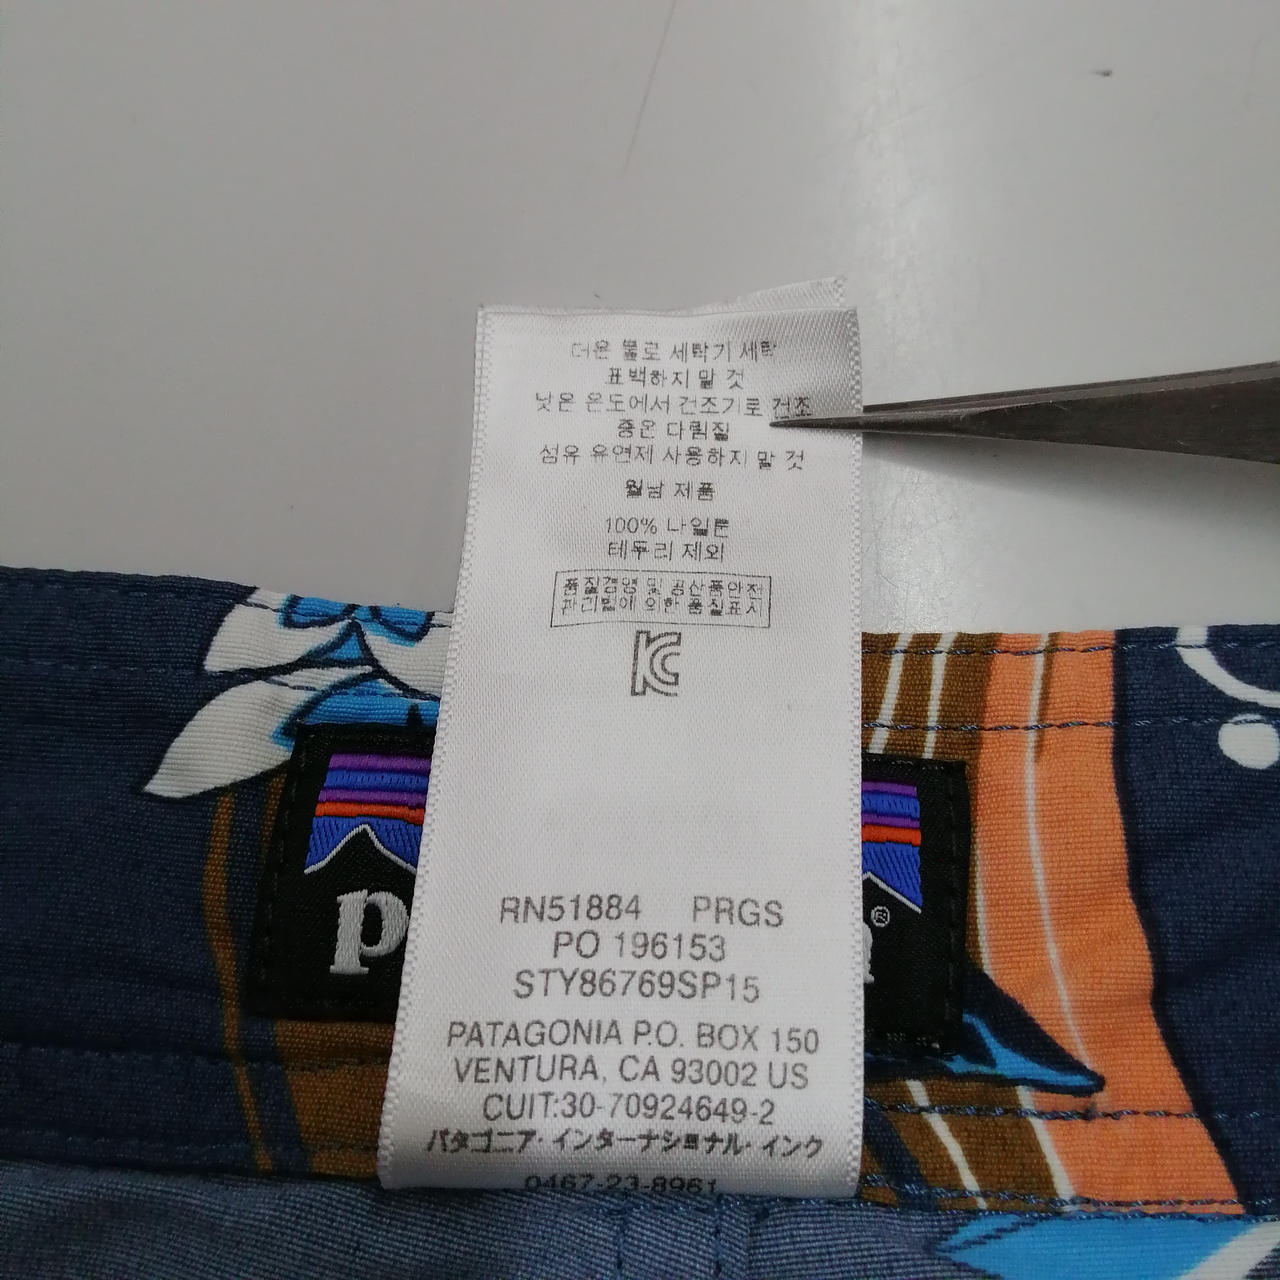 더운 물로 세탁기 세탁
표백하지 말 것
낮은 온도에서 건조기로 건조
중온 다림질
섬유 유연제 사용하지 말 것
월남 제품
100% 나일론
테두리 제외
품질경영 및 공산품안전
관리법에 의한 품질표시
KC
p ®
RN51884 PRGS
PO 196153
STY86769SP15
PATAGONIA P.O. BOX 150
VENTURA, CA 93002 US
CUIT:30-70924649-2
パタゴニア・インターナショナル・インク
0467-23-8961